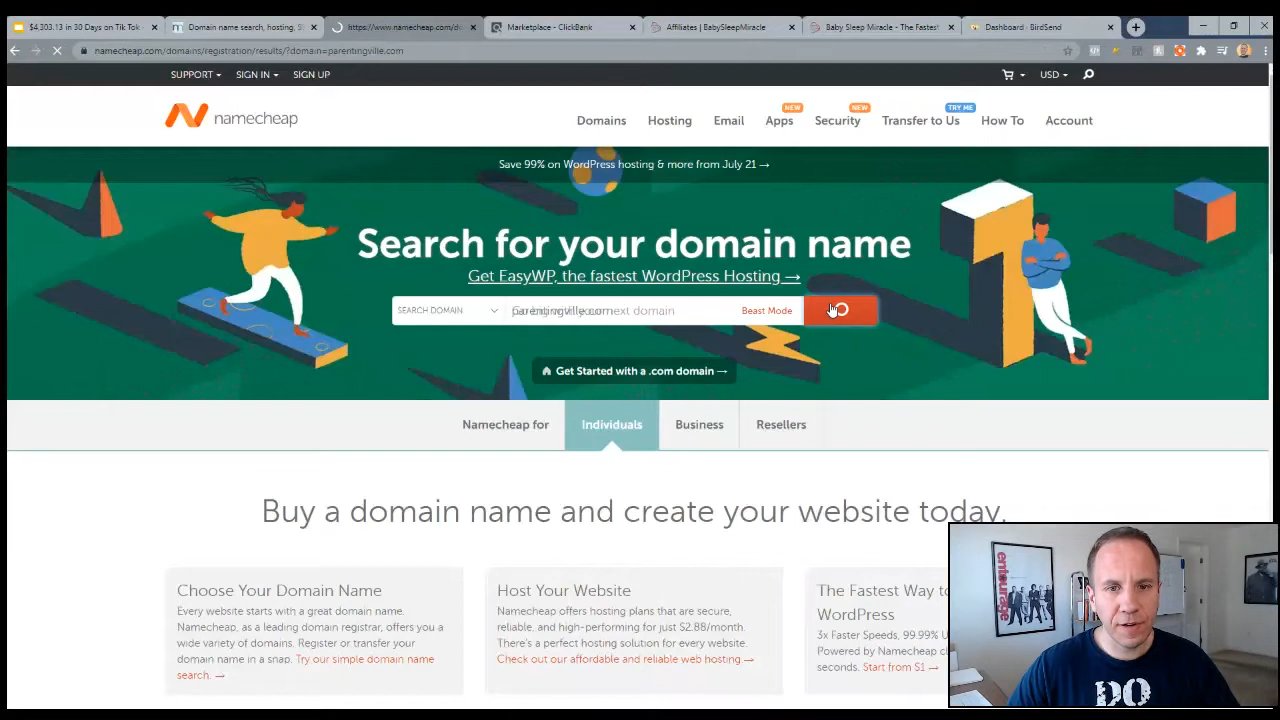 $4,303.13 in 30 Days on Tik Tok
Domain name search, hosting, S
https://www.namecheap.com/d
Marketplace - ClickBank
Affiliates | BabySleepMiracle
Baby Sleep Miracle - The Fastest
Dashboard · BirdSend
namecheap.com/domains/registration/results/?domain=parentingville.com
SUPPORT
SIGN IN
SIGN UP
USD
namecheap
Domains
Hosting
Email
NEW
Apps
NEW
Security
TRY ME
Transfer to Us
How To
Account
Save 99% on WordPress hosting & more from July 21 →
Search for your domain name
Get EasyWP, the fastest WordPress Hosting →
SEARCH DOMAIN
parentingville.com
next domain
Beast Mode
Get Started with a .com domain →
Namecheap for
Individuals
Business
Resellers
Buy a domain name and create your website today.
Choose Your Domain Name
Every website starts with a great domain name.
Namecheap, as a leading domain registrar, offers you a
wide variety of domains. Register or transfer your
domain name in a snap. Try our simple domain name
search. →
Host Your Website
Namecheap offers hosting plans that are secure,
reliable, and high-performing for just $2.88/month.
There's a perfect hosting solution for every website.
Check out our affordable and reliable web hosting. →
The Fastest Way to
WordPress
3x Faster Speeds, 99.99% U
Powered by Namecheap cl
seconds. Start from $1 →
entourage
DO